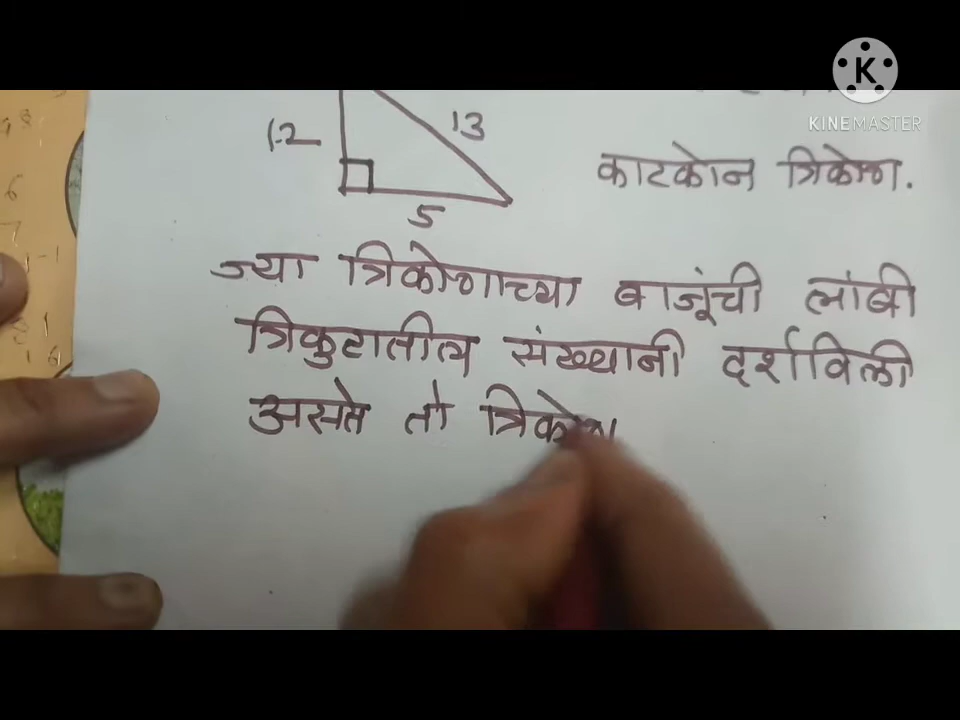 K
KINEMASTER
12
13
काटकोन त्रिकोण.
5
ज्या त्रिकोणाच्या बाजूंची लांबी
त्रिकुटातील संख्यानी दर्शविली
असते तो त्रिकोण